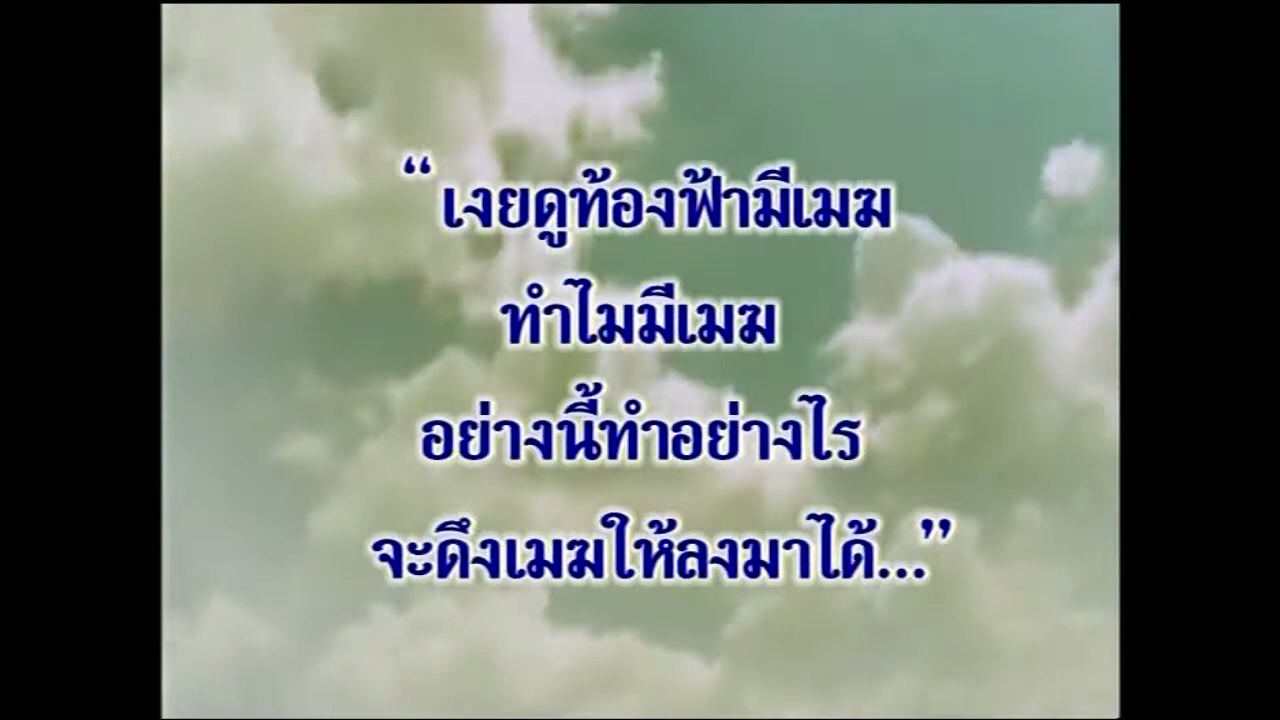 “ เงยดูท้องฟ้ามีเมฆ
ทำไมมีเมฆ
อย่างนี้ทำอย่างไร
จะดึงเมฆให้ลงมาได้...”